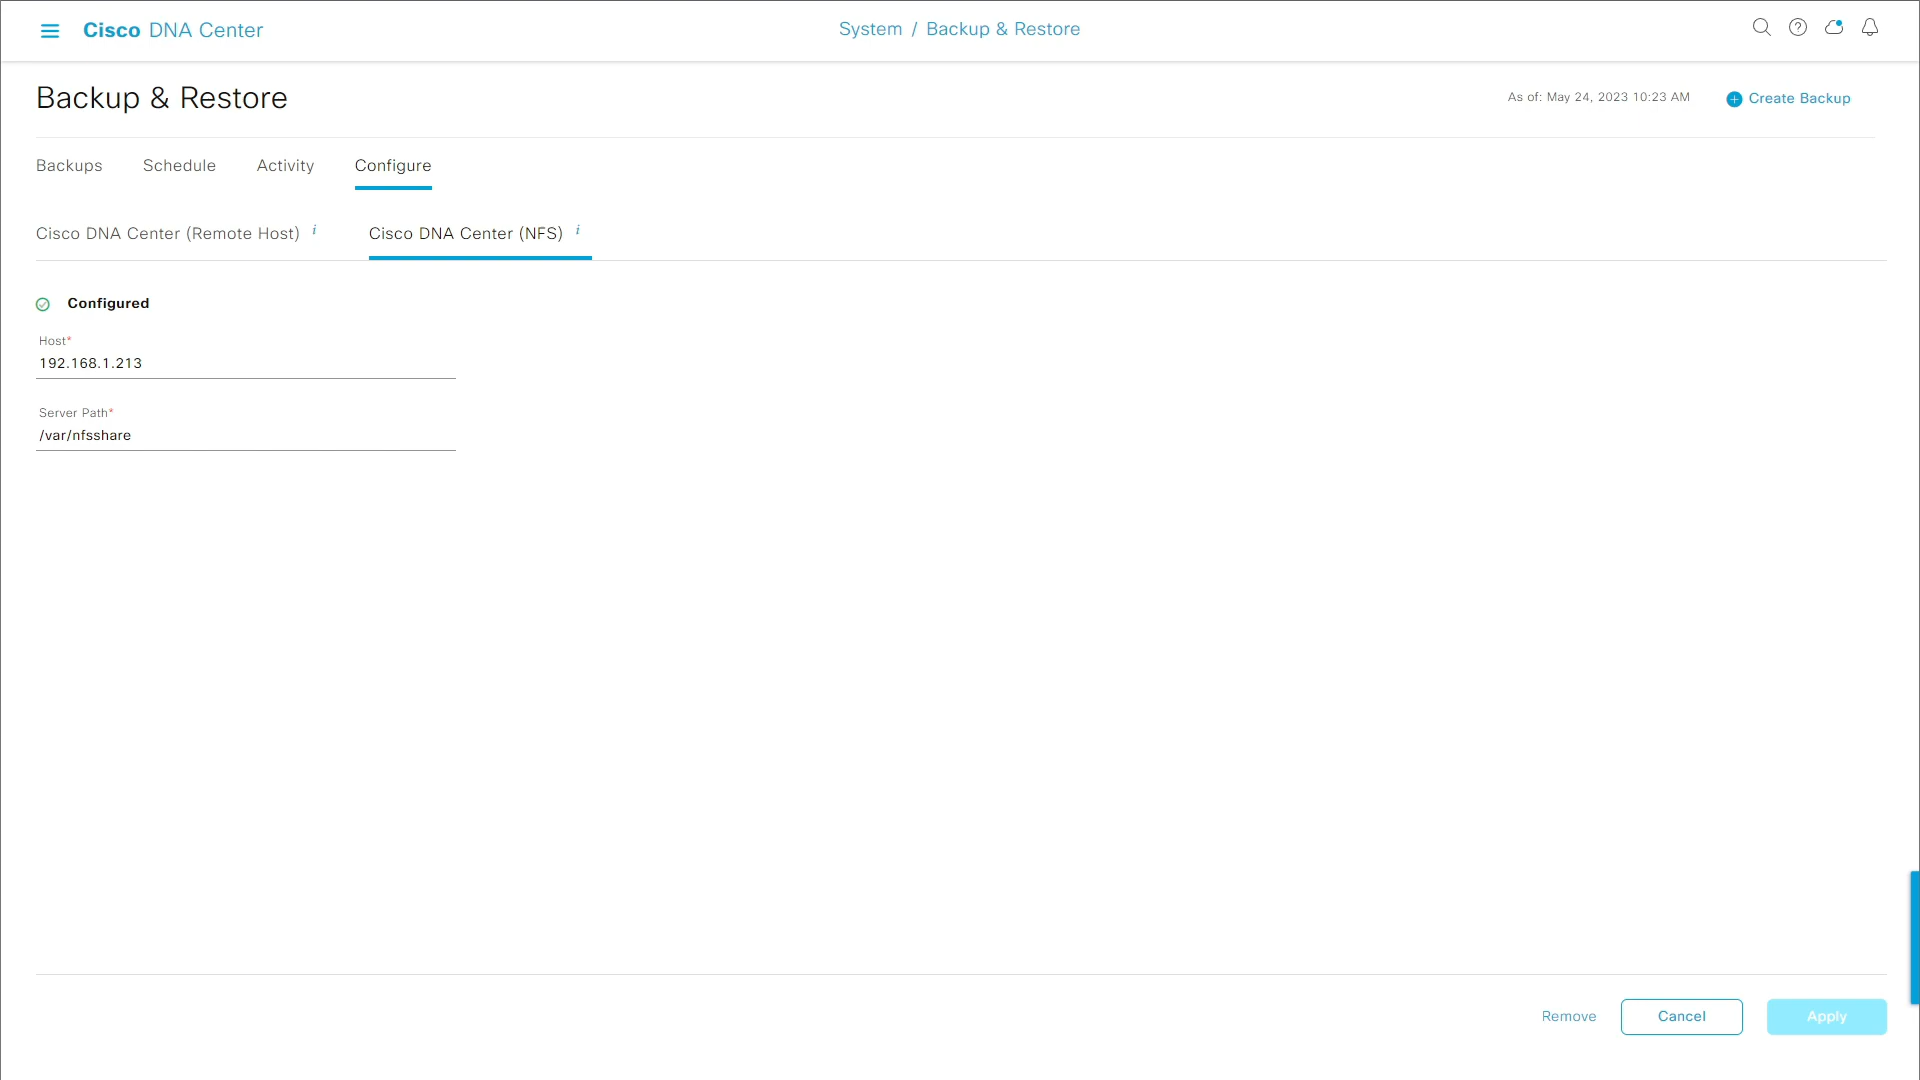 Cisco DNA Center
System / Backup & Restore
Backup & Restore
As of: May 24, 2023 10:23 AM
Create Backup
Backups Schedule Activity Configure
Cisco DNA Center (Remote Host) i Cisco DNA Center (NFS) i
Configured
Host*
192.168.1.213
Server Path*
/var/nfsshare
Remove Cancel Apply